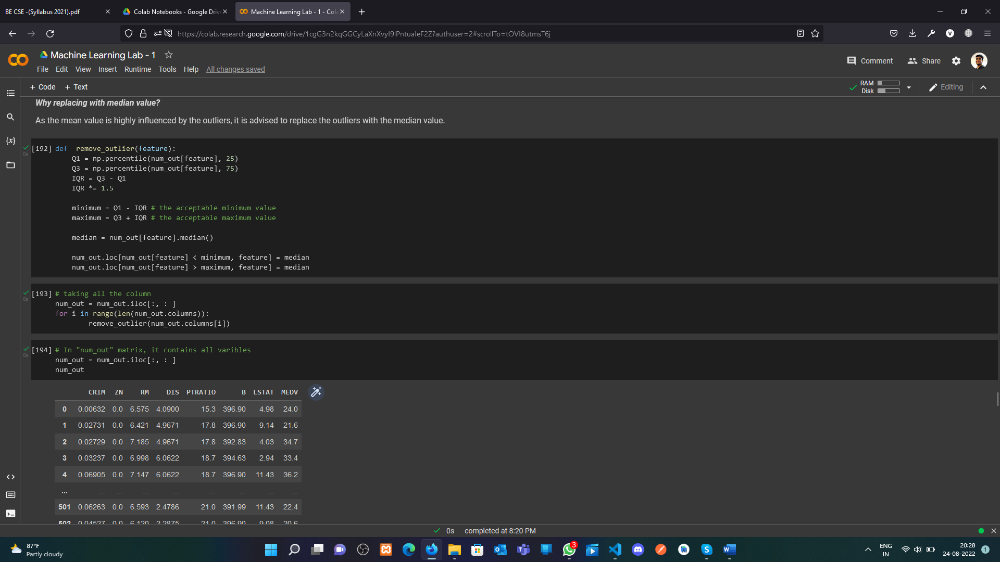 BE CSE -(Syllabus 2021).pdf
Colab Notebooks - Google Drive
Machine Learning Lab - 1 - Cola
https://colab.research.google.com/drive/1cgG3n2kqGGCyLaXnXvyI9lPntuaIeF2Z?authuser=2#scrollTo=tOVI8utmsT6j
Machine Learning Lab - 1
Comment
Share
File Edit View Insert Runtime Tools Help All changes saved
+ Code + Text
RAM
Disk
Editing
Why replacing with median value?
As the mean value is highly influenced by the outliers, it is advised to replace the outliers with the median value.
[192] def  remove_outlier(feature):
0s
Q1 = np.percentile(num_out[feature], 25)
Q3 = np.percentile(num_out[feature], 75)
IQR = Q3 - Q1
IQR *= 1.5
minimum = Q1 - IQR # the acceptable minimum value
maximum = Q3 + IQR # the acceptable maximum value
median = num_out[feature].median()
num_out.loc[num_out[feature] < minimum, feature] = median
num_out.loc[num_out[feature] > maximum, feature] = median
[193] # taking all the column
0s
num_out = num_out.iloc[:, : ]
for i in range(len(num_out.columns)):
remove_outlier(num_out.columns[i])
[194] # In "num_out" matrix, it contains all varibles
0s
num_out = num_out.iloc[:, : ]
num_out
CRIM ZN RM DIS PTRATIO B LSTAT MEDV
0 0.00632 0.0 6.575 4.0900 15.3 396.90 4.98 24.0
1 0.02731 0.0 6.421 4.9671 17.8 396.90 9.14 21.6
2 0.02729 0.0 7.185 4.9671 17.8 392.83 4.03 34.7
3 0.03237 0.0 6.998 6.0622 18.7 394.63 2.94 33.4
4 0.06905 0.0 7.147 6.0622 18.7 396.90 11.43 36.2
... ... ... ... ... ... ... ... ...
501 0.06263 0.0 6.593 2.4786 21.0 391.99 11.43 22.4
502 0.04527 0.0 6.120 2.2875 21.0 396.90 9.08 20.6
0s completed at 8:20 PM
87°F
Partly cloudy
3
ENG
IN
20:28
24-08-2022
1